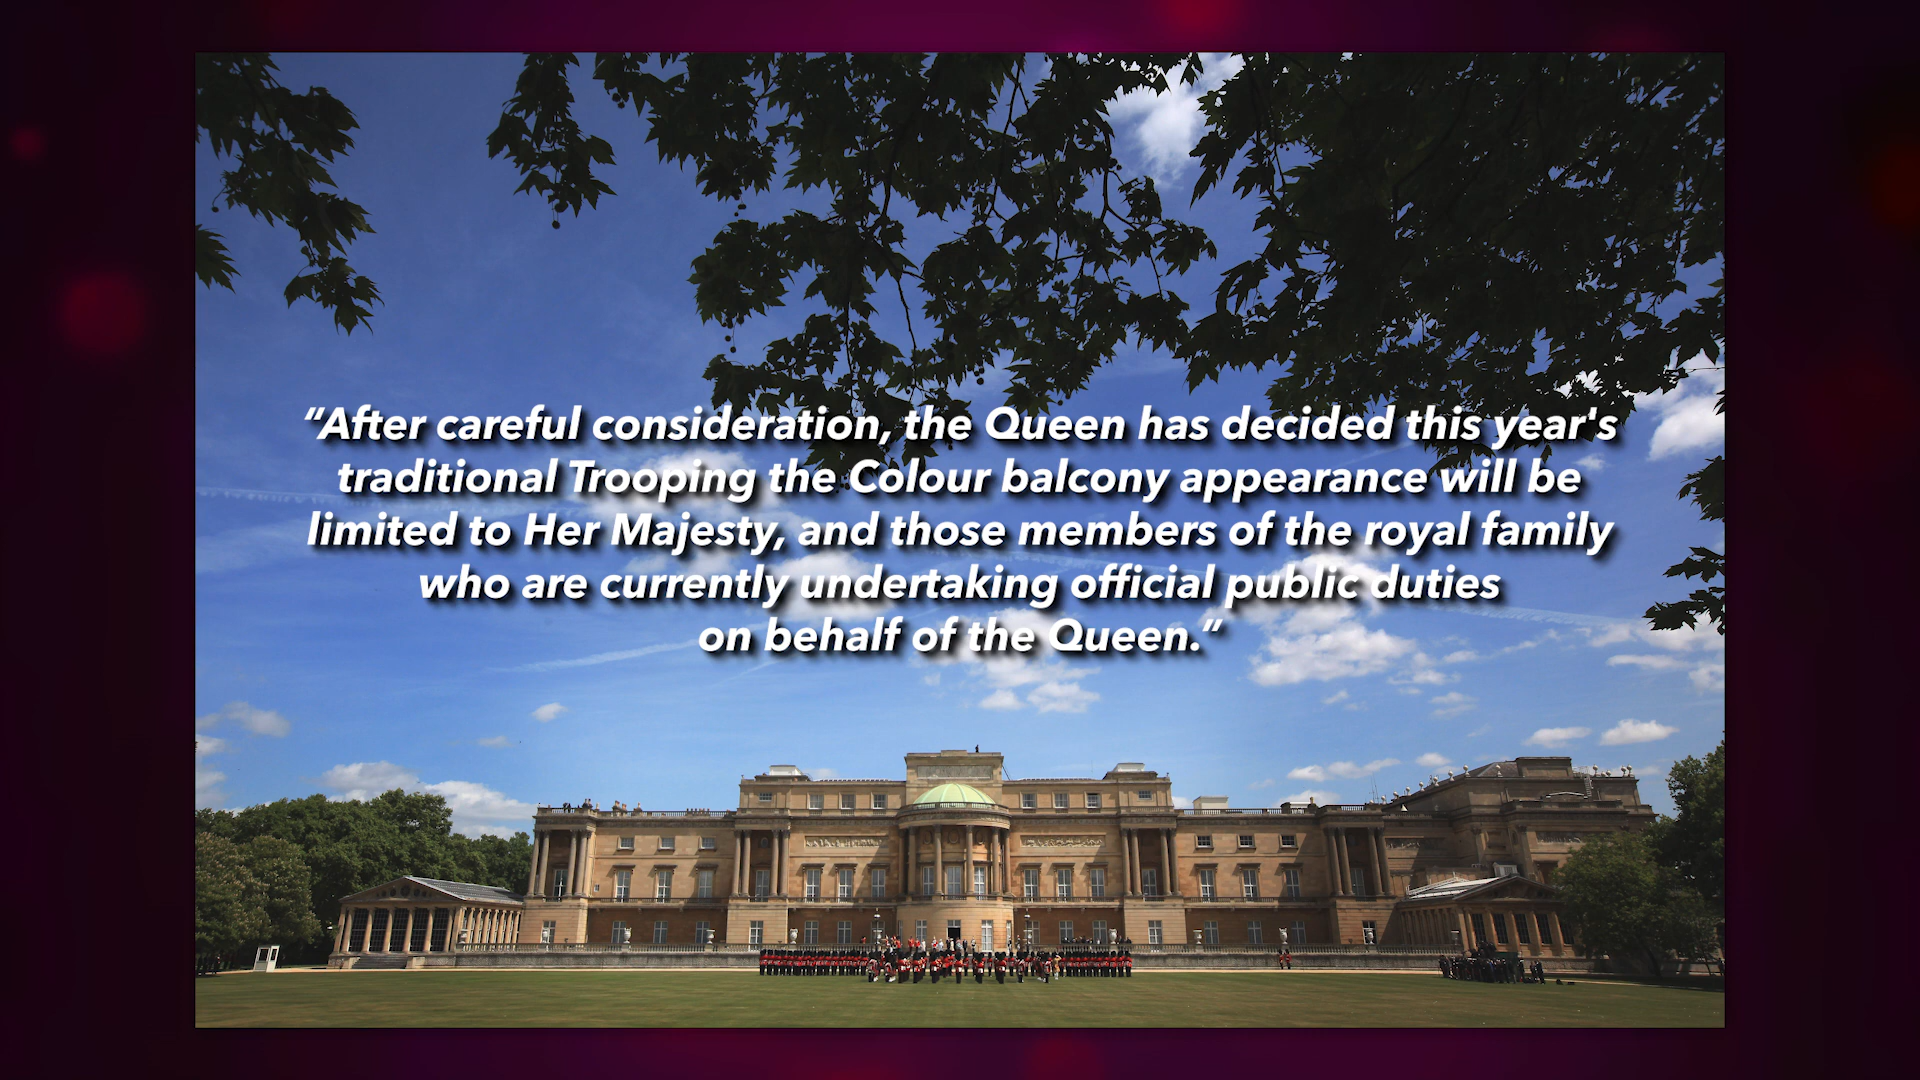 “After careful consideration, the Queen has decided this year's
traditional Trooping the Colour balcony appearance will be
limited to Her Majesty, and those members of the royal family
who are currently undertaking official public duties
on behalf of the Queen.”